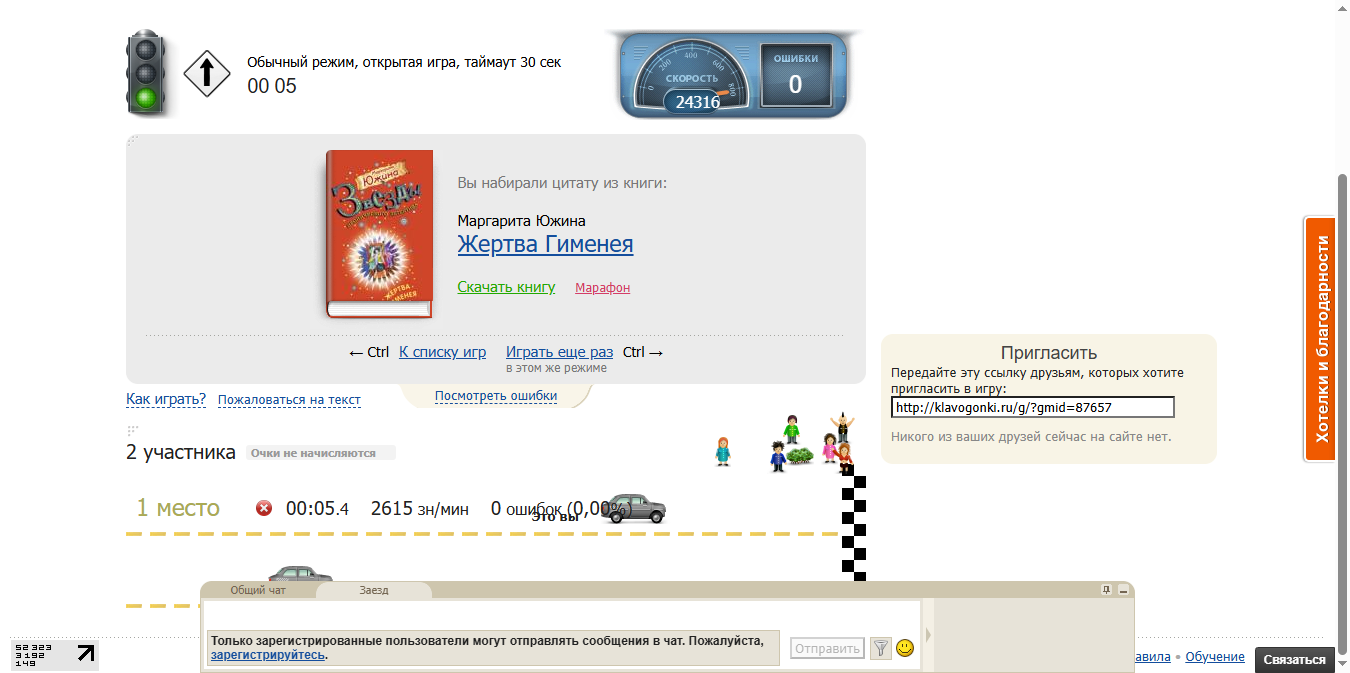 Обычный режим, открытая игра, таймаут 30 сек
00 05
0 200 400 600 800
СКОРОСТЬ
24316
ОШИБКИ
0
Южина
Звезды
ЖЕРТВА
ГИМЕНЕЯ
Вы набирали цитату из книги:
Маргарита Южина
Жертва Гименея
Скачать книгу Марафон
← Ctrl К списку игр Играть еще раз Ctrl →
в этом же режиме
Как играть? Пожаловаться на текст Посмотреть ошибки
Пригласить
Передайте эту ссылку друзьям, которых хотите
пригласить в игру:
http://klavogonki.ru/g/?gmid=87657
Никого из ваших друзей сейчас на сайте нет.
Хотелки и благодарности
2 участника Очки не начисляются
1 место 00:05.4 2615 зн/мин 0 ошибок (0,00%)
Это вы
Общий чат Заезд
Только зарегистрированные пользователи могут отправлять сообщения в чат. Пожалуйста,
зарегистрируйтесь.
Отправить
52 323
3 192
149
авила • Обучение
Связаться